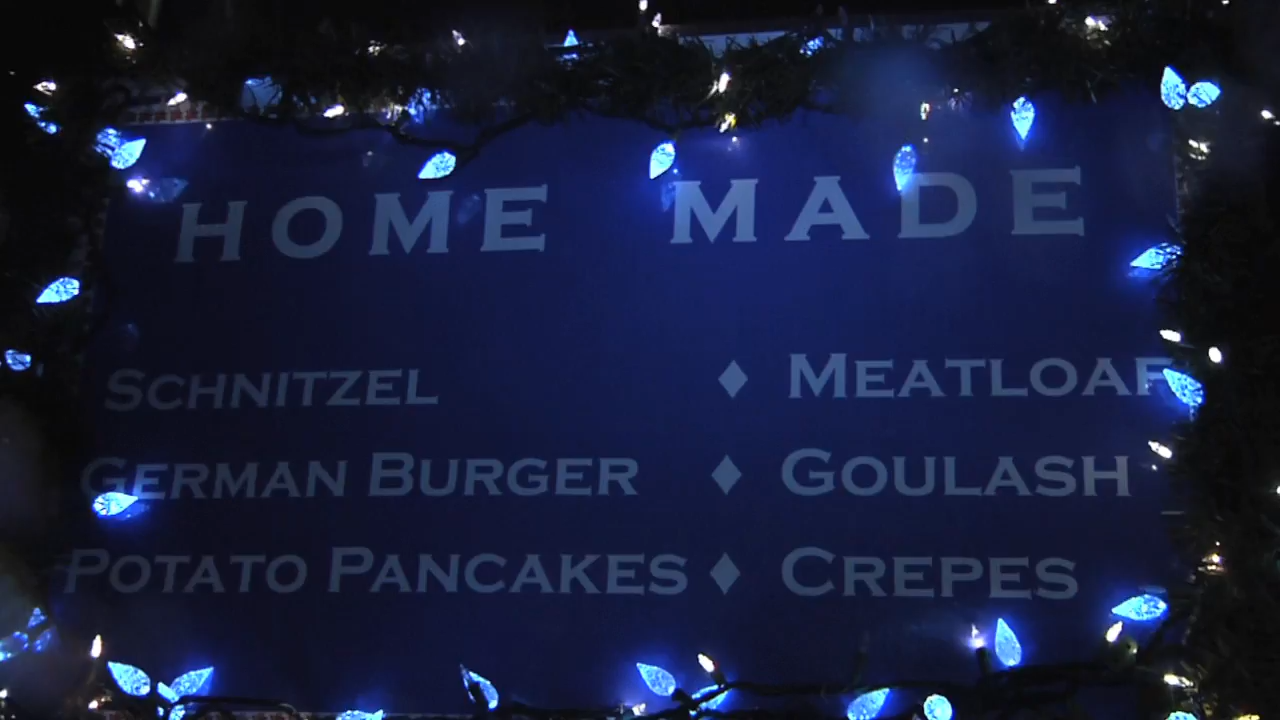 HOME MADE
SCHNITZEL ♦ MEATLOAF
GERMAN BURGER ♦ GOULASH
POTATO PANCAKES ♦ CREPES